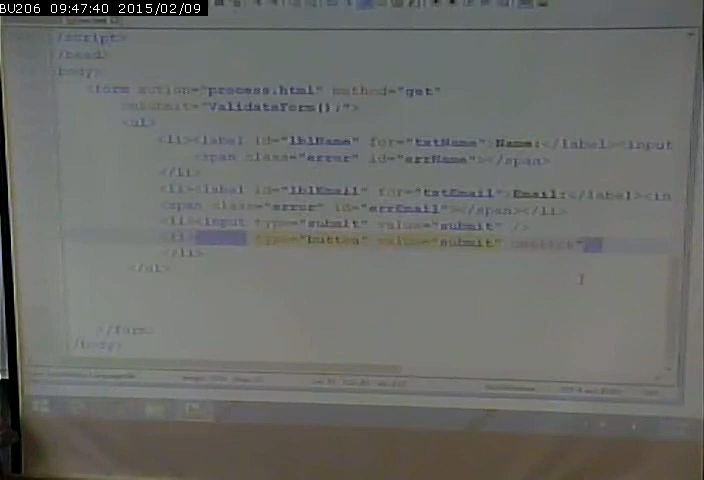 BU206 09:47:40 2015/02/09
/script>
/head>
body>
<form action="process.html" method="get"
onsubmit="ValidateForm();">
<ul>
<li><label id="lblName" for="txtName">Name:</label><input
<span class="error" id="errName"></span>
</li>
<li><label id="lblEmail" for="txtEmail">Email:</label><in
<span class="error" id="errEmail"></span></li>
<li><input type="submit" value="submit" />
<li> type="button" value="submit"
</li>
</ul>
</form>
/body>